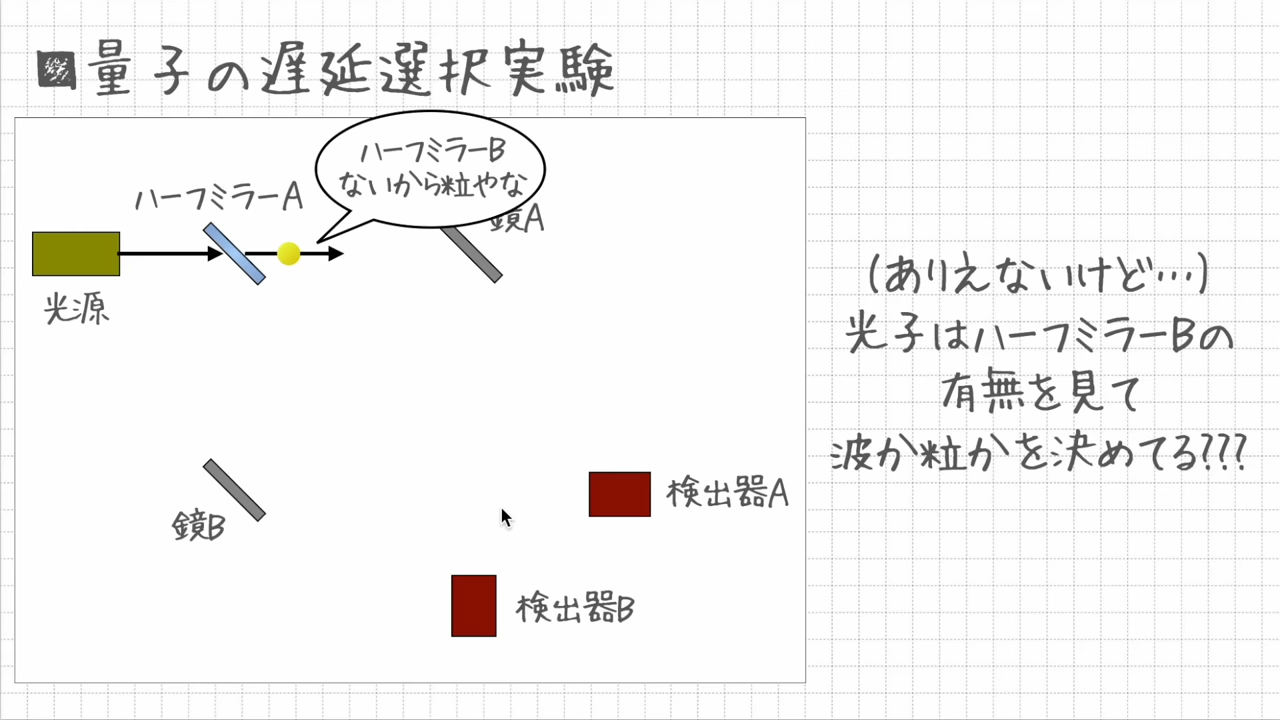 量子の遅延選択実験
ハーフミラーB
ないから粒やな
ハーフミラーA
鏡A
光源
(ありえないけど…)
光子はハーフミラーBの
有無を見て
波か粒かを決めてる???
検出器A
鏡B
検出器B